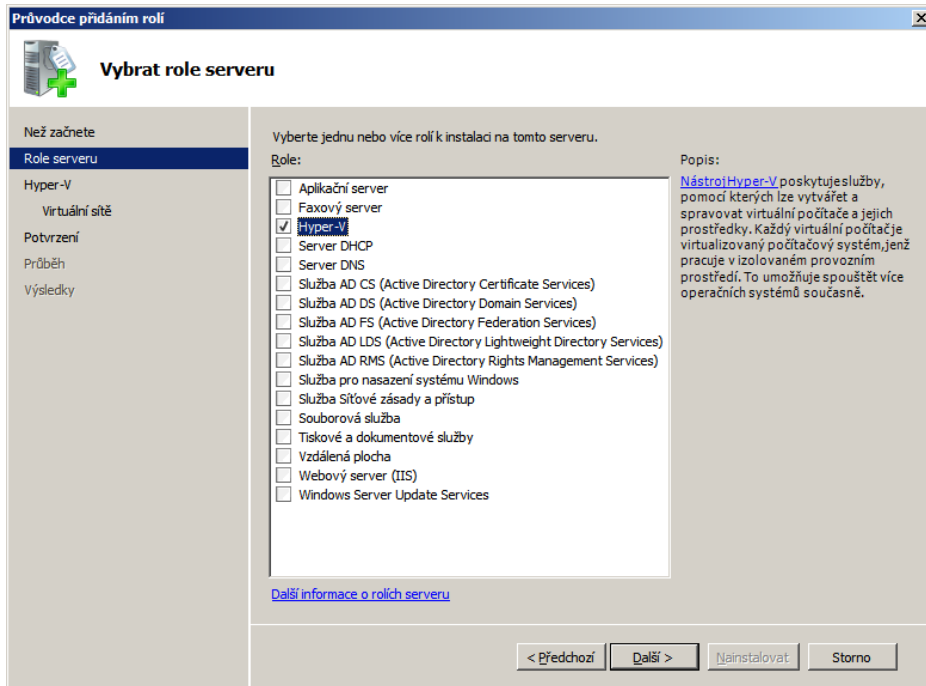 Průvodce přidáním rolí
Vybrat role serveru
Než začnete
Role serveru
Hyper-V
Virtuální sítě
Potvrzení
Průběh
Výsledky
Vyberte jednu nebo více rolí k instalaci na tomto serveru.
Role:
Aplikační server
Faxový server
Hyper-V
Server DHCP
Server DNS
Služba AD CS (Active Directory Certificate Services)
Služba AD DS (Active Directory Domain Services)
Služba AD FS (Active Directory Federation Services)
Služba AD LDS (Active Directory Lightweight Directory Services)
Služba AD RMS (Active Directory Rights Management Services)
Služba pro nasazení systému Windows
Služba Síťové zásady a přístup
Souborová služba
Tiskové a dokumentové služby
Vzdálená plocha
Webový server (IIS)
Windows Server Update Services
Další informace o rolích serveru
Popis:
Nástroj Hyper-V poskytuje služby,
pomocí kterých lze vytvářet a
spravovat virtuální počítače a jejich
prostředky. Každý virtuální počítač je
virtualizovaný počítačový systém, jenž
pracuje v izolovaném provozním
prostředí. To umožňuje spouštět více
operačních systémů současně.
< Předchozí
Další >
Nainstalovat
Storno